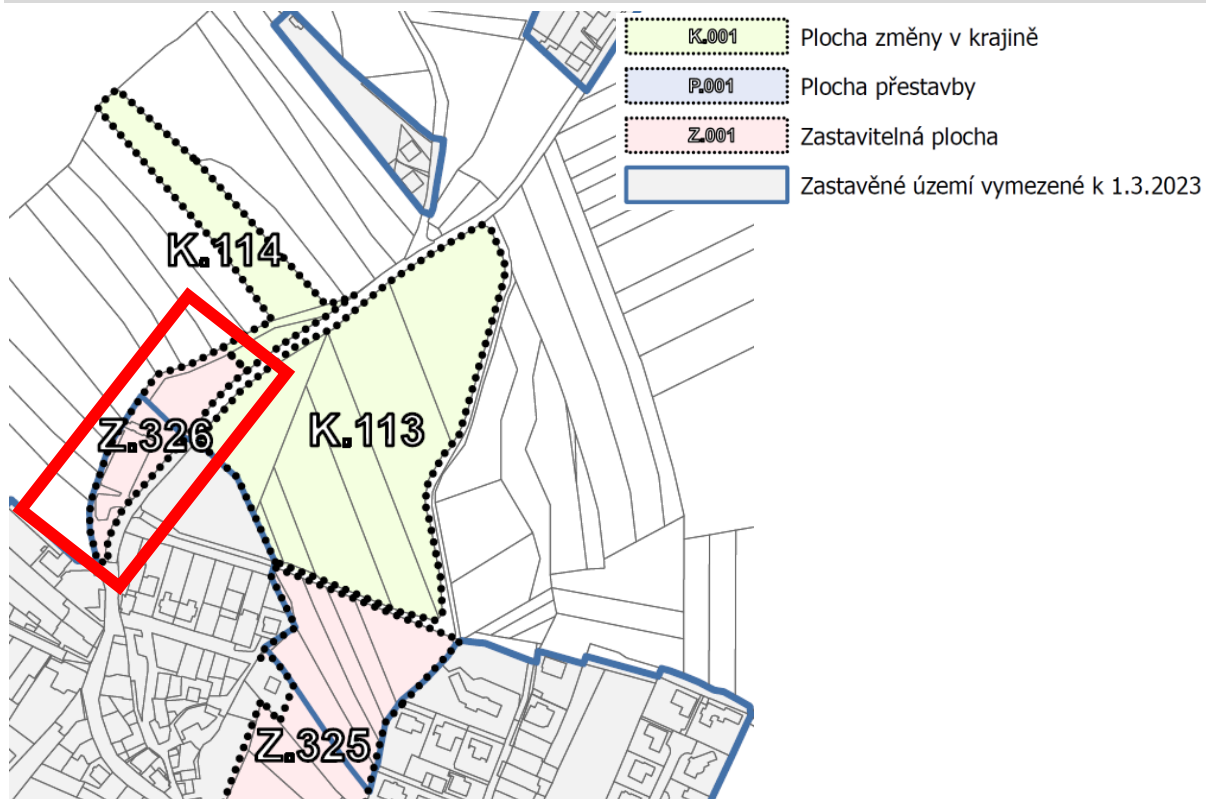 K.001 Plocha změny v krajině
P.001 Plocha přestavby
Z.001 Zastavitelná plocha
Zastavěné území vymezené k 1.3.2023
K.114
Z.326
K.113
Z.325